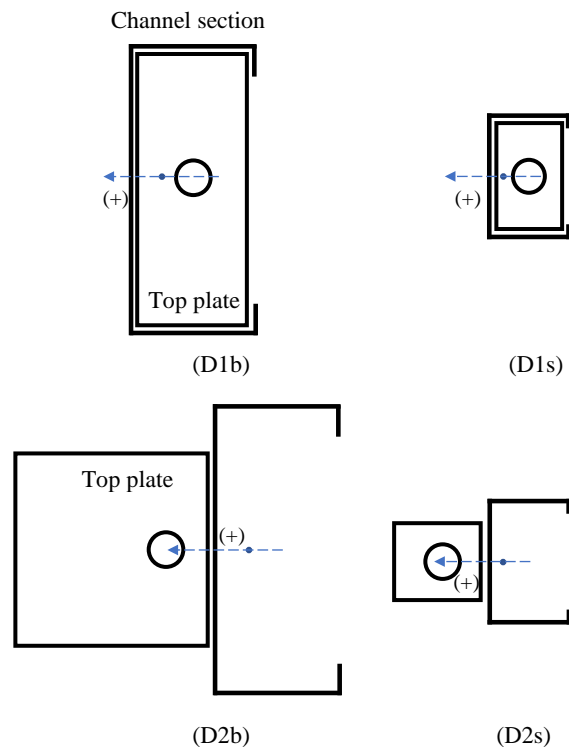 Channel section
(+)
(+)
Top plate
(D1b)
(D1s)
Top plate
(+)
(+)
(D2b)
(D2s)